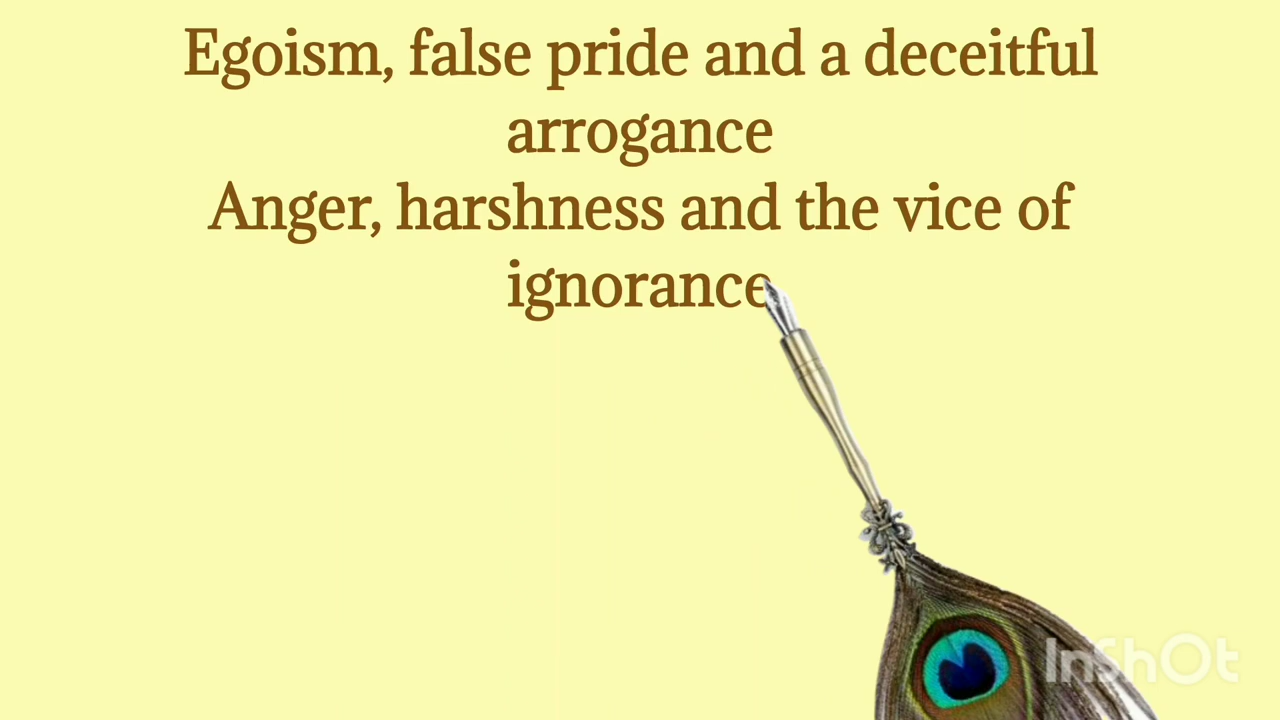 Egoism, false pride and a deceitful
arrogance
Anger, harshness and the vice of
ignorance
InShOt